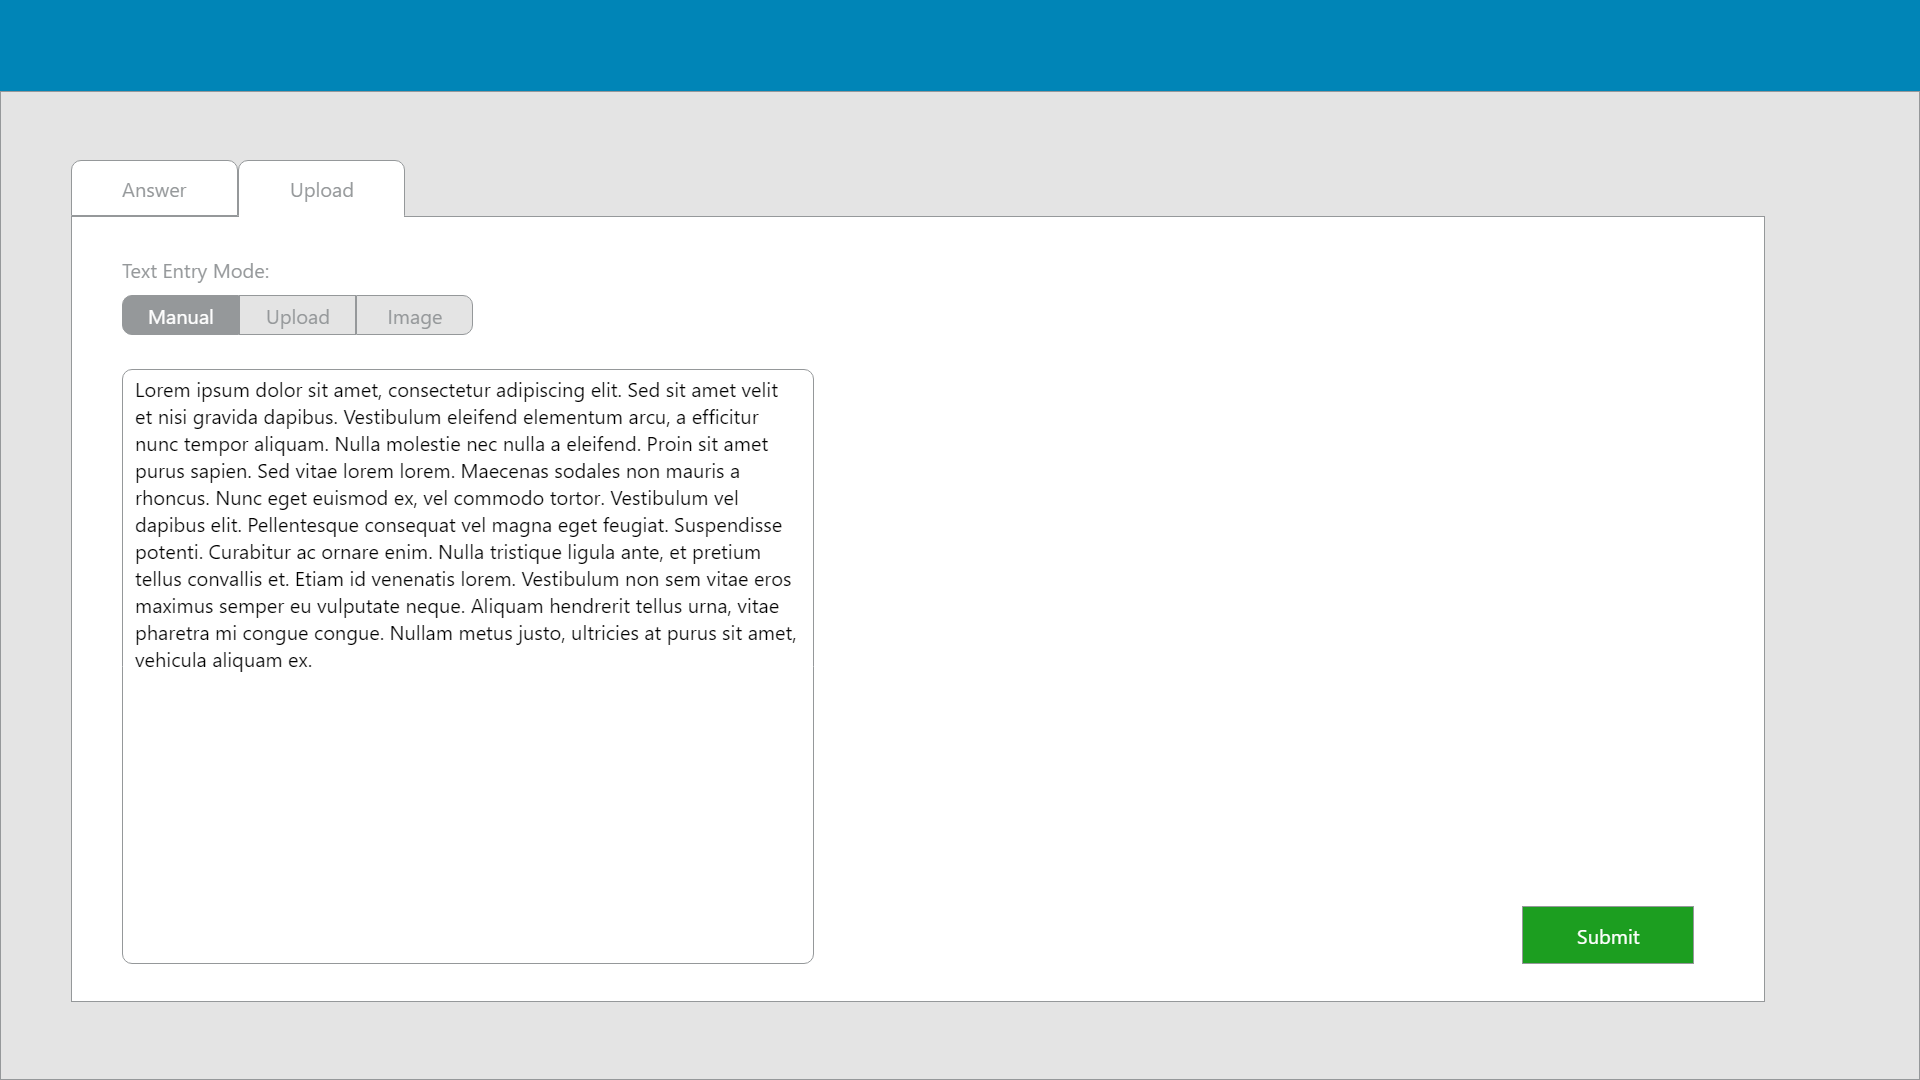 Answer
Upload
Text Entry Mode:
Manual
Upload
Image
Lorem ipsum dolor sit amet, consectetur adipiscing elit. Sed sit amet velit
et nisi gravida dapibus. Vestibulum eleifend elementum arcu, a efficitur
nunc tempor aliquam. Nulla molestie nec nulla a eleifend. Proin sit amet
purus sapien. Sed vitae lorem lorem. Maecenas sodales non mauris a
rhoncus. Nunc eget euismod ex, vel commodo tortor. Vestibulum vel
dapibus elit. Pellentesque consequat vel magna eget feugiat. Suspendisse
potenti. Curabitur ac ornare enim. Nulla tristique ligula ante, et pretium
tellus convallis et. Etiam id venenatis lorem. Vestibulum non sem vitae eros
maximus semper eu vulputate neque. Aliquam hendrerit tellus urna, vitae
pharetra mi congue congue. Nullam metus justo, ultricies at purus sit amet,
vehicula aliquam ex.
Submit